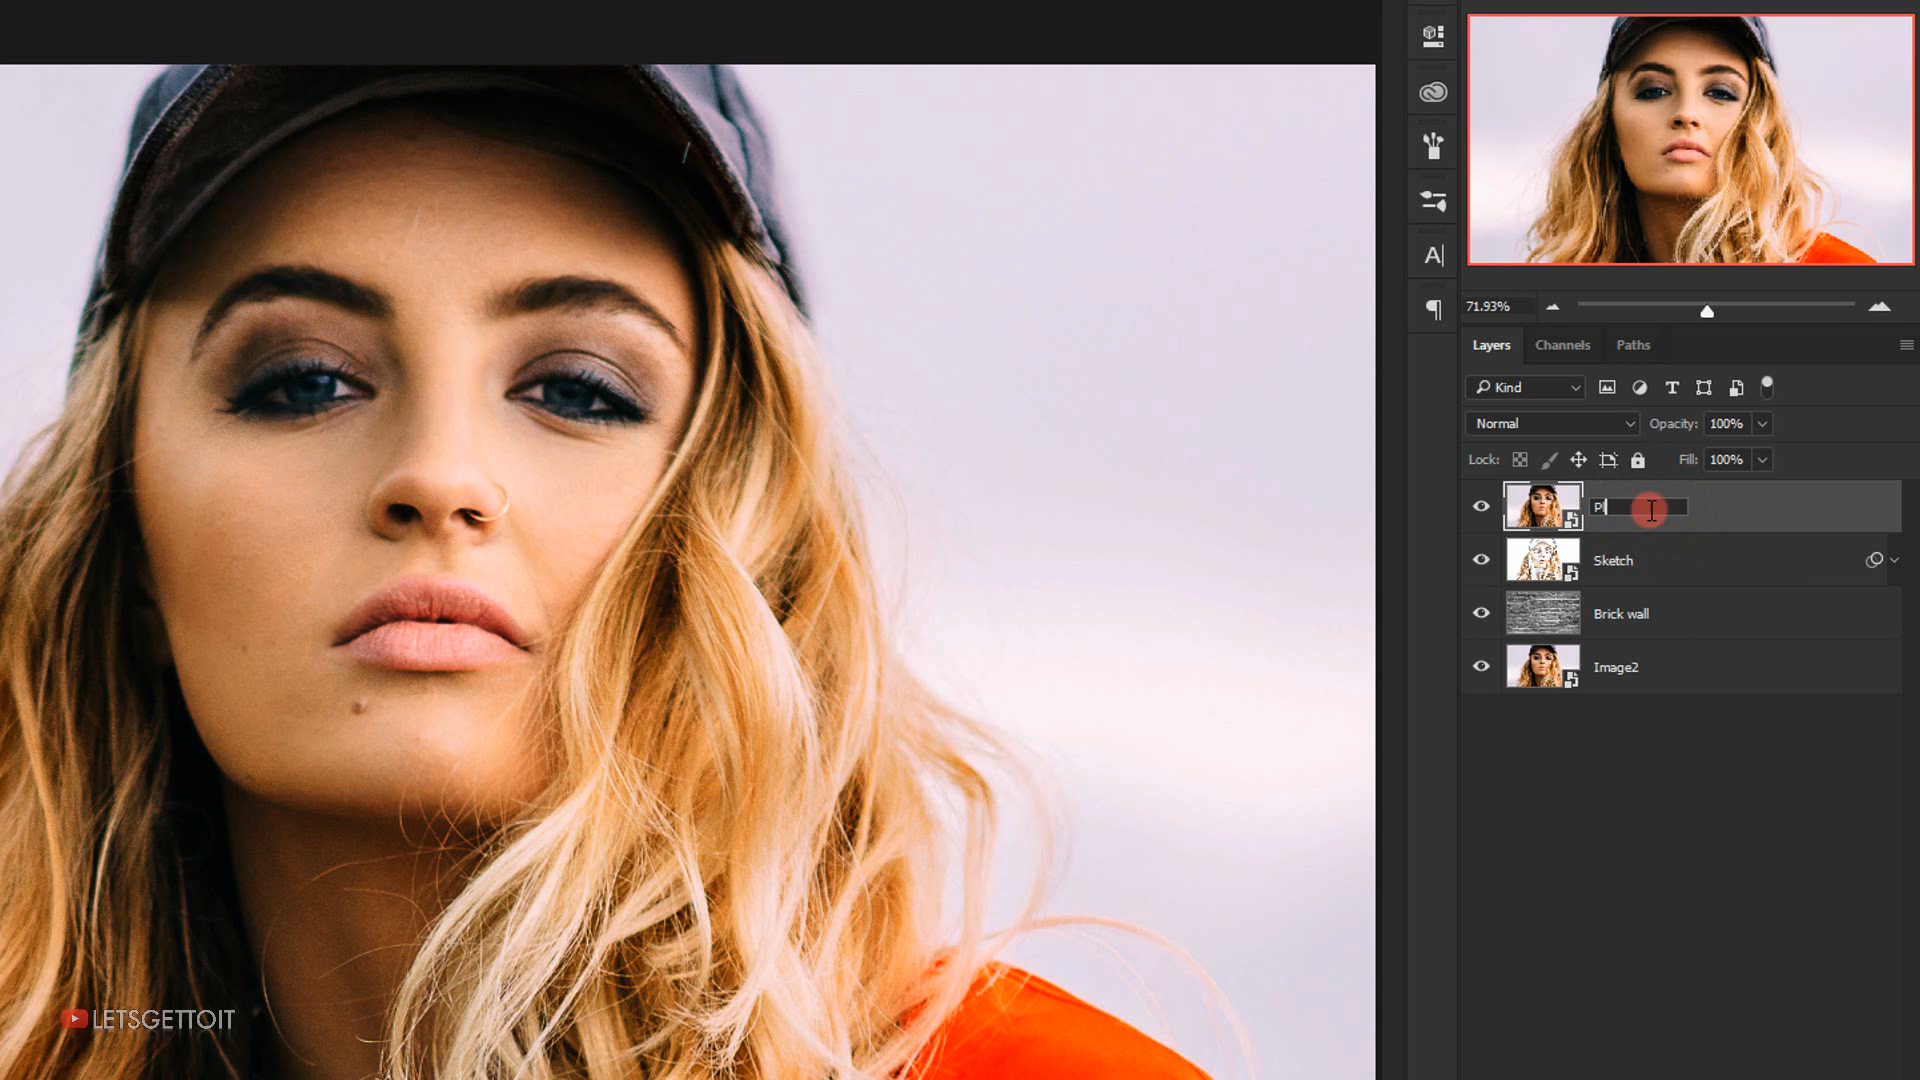 71.93%
Layers Channels Paths
Kind
Normal Opacity: 100%
Lock: Fill: 100%
P
Sketch
Brick wall
Image2
LETSGETTOIT